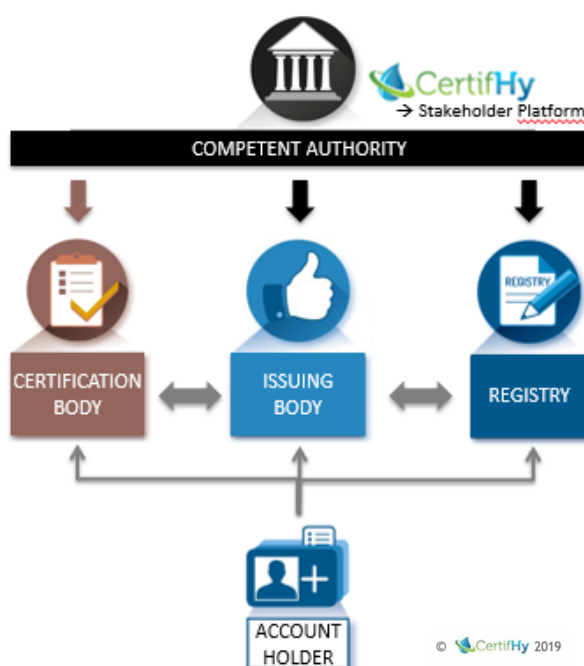 CertifHy
→ Stakeholder Platform
COMPETENT AUTHORITY
REGISTRY
CERTIFICATION
BODY
ISSUING
BODY
REGISTRY
ACCOUNT
HOLDER
© CertifHy 2019